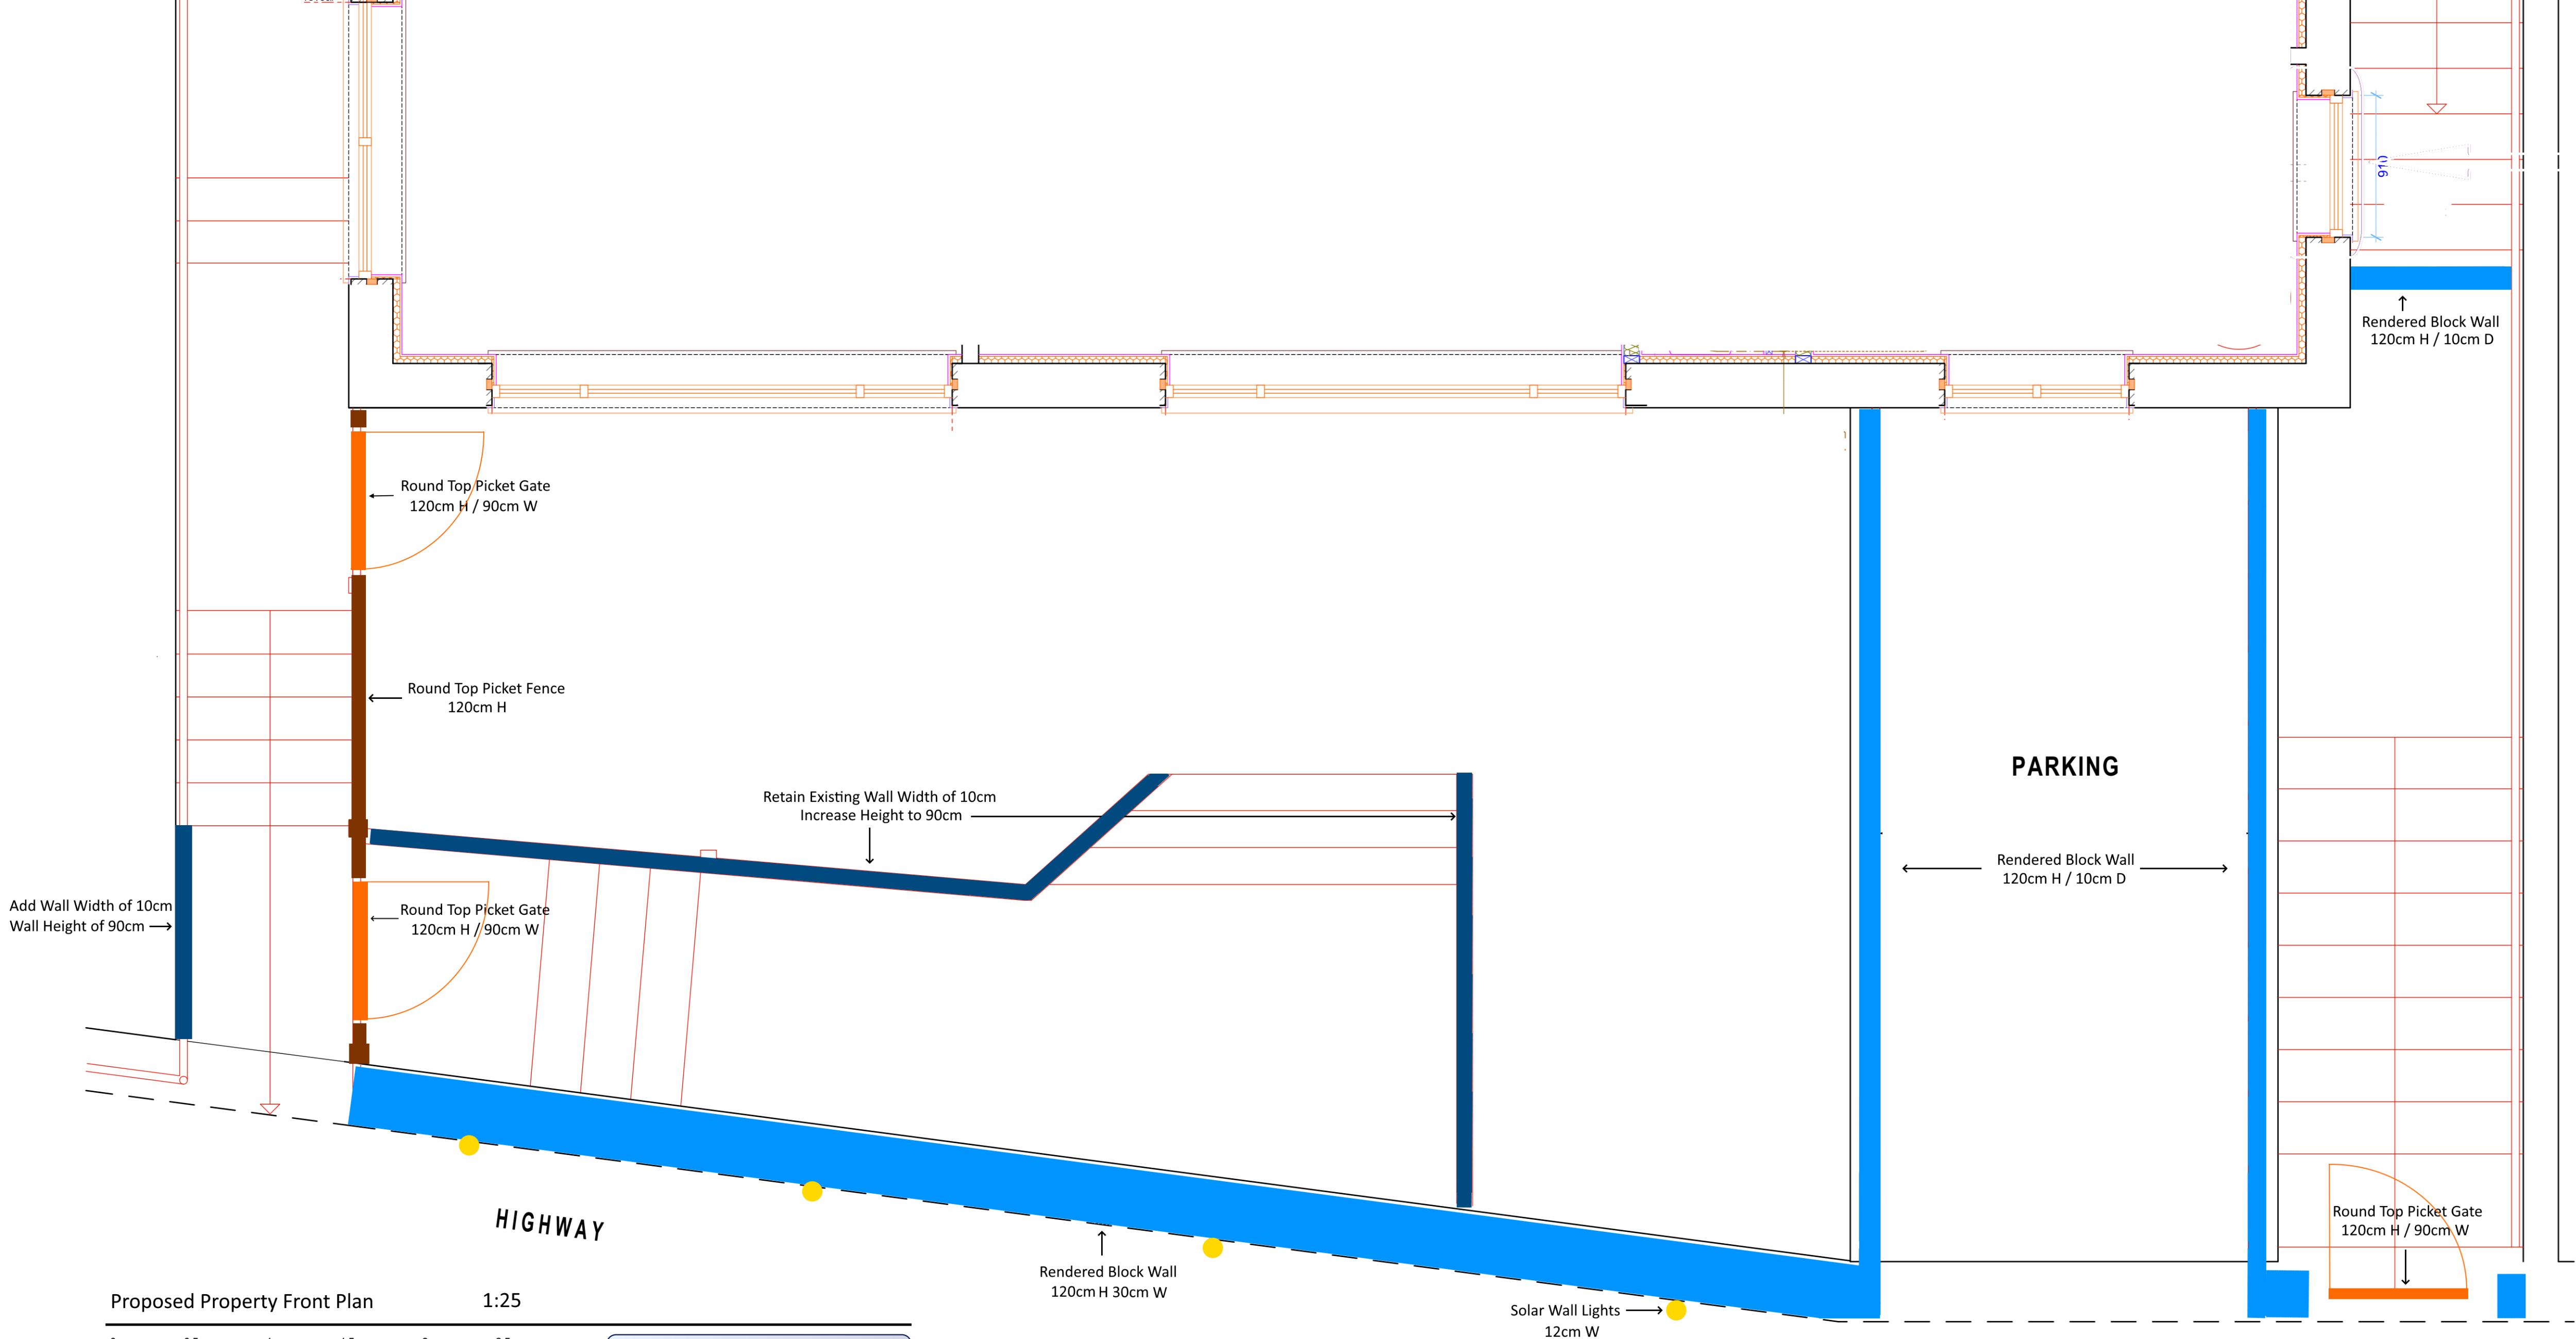 910
Rendered Block Wall
120cm H / 10cm D
Round Top Picket Gate
120cm H / 90cm W
Round Top Picket Fence
120cm H
PARKING
Retain Existing Wall Width of 10cm
Increase Height to 90cm
Rendered Block Wall
120cm H / 10cm D
Add Wall Width of 10cm
Wall Height of 90cm
Round Top Picket Gate
120cm H / 90cm W
Round Top Picket Gate
120cm H / 90cm W
HIGHWAY
Rendered Block Wall
120cm H 30cm W
Solar Wall Lights
12cm W
Proposed Property Front Plan 1:25